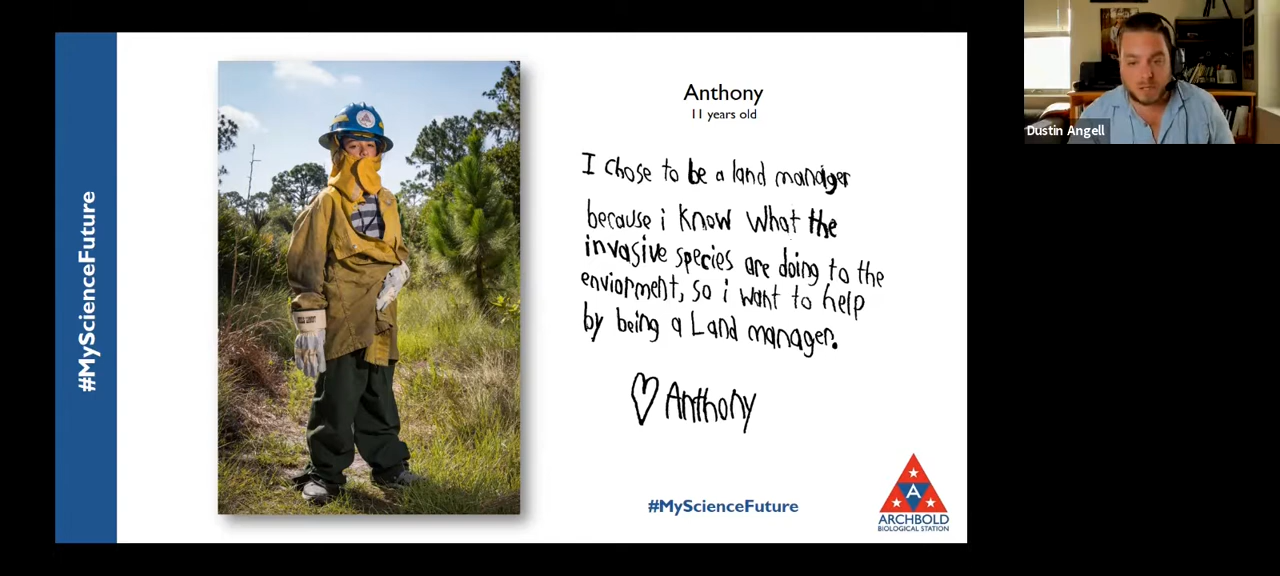 #MyScienceFuture
Anthony
11 years old
I chose to be a land manager
because i know what the
invasive species are doing to the
enviorment, so i want to help
by being a Land manager.
♡ Anthony
#MyScienceFuture
A
ARCHBOLD
BIOLOGICAL STATION
Dustin Angell